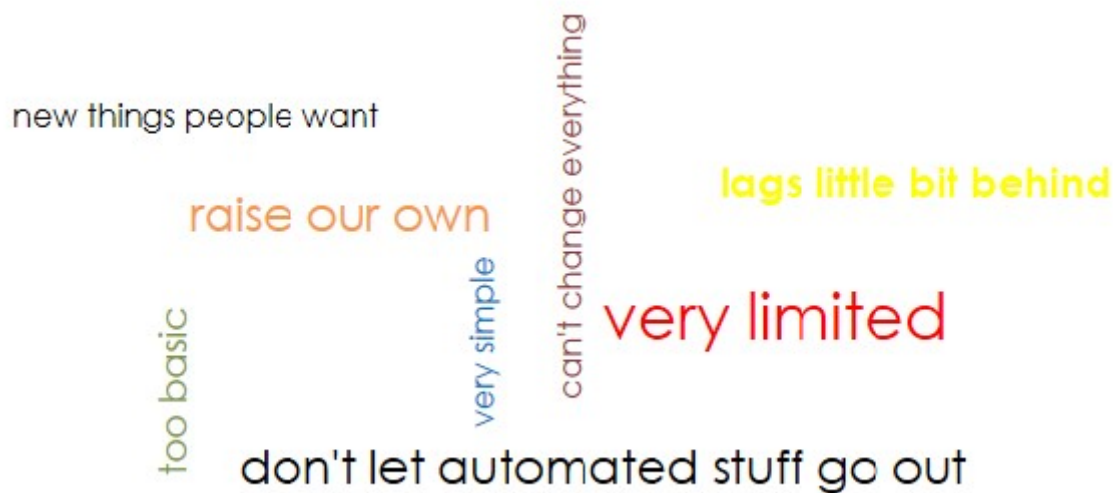 new things people want
can't change everything
lags little bit behind
raise our own
very simple
very limited
too basic
don't let automated stuff go out